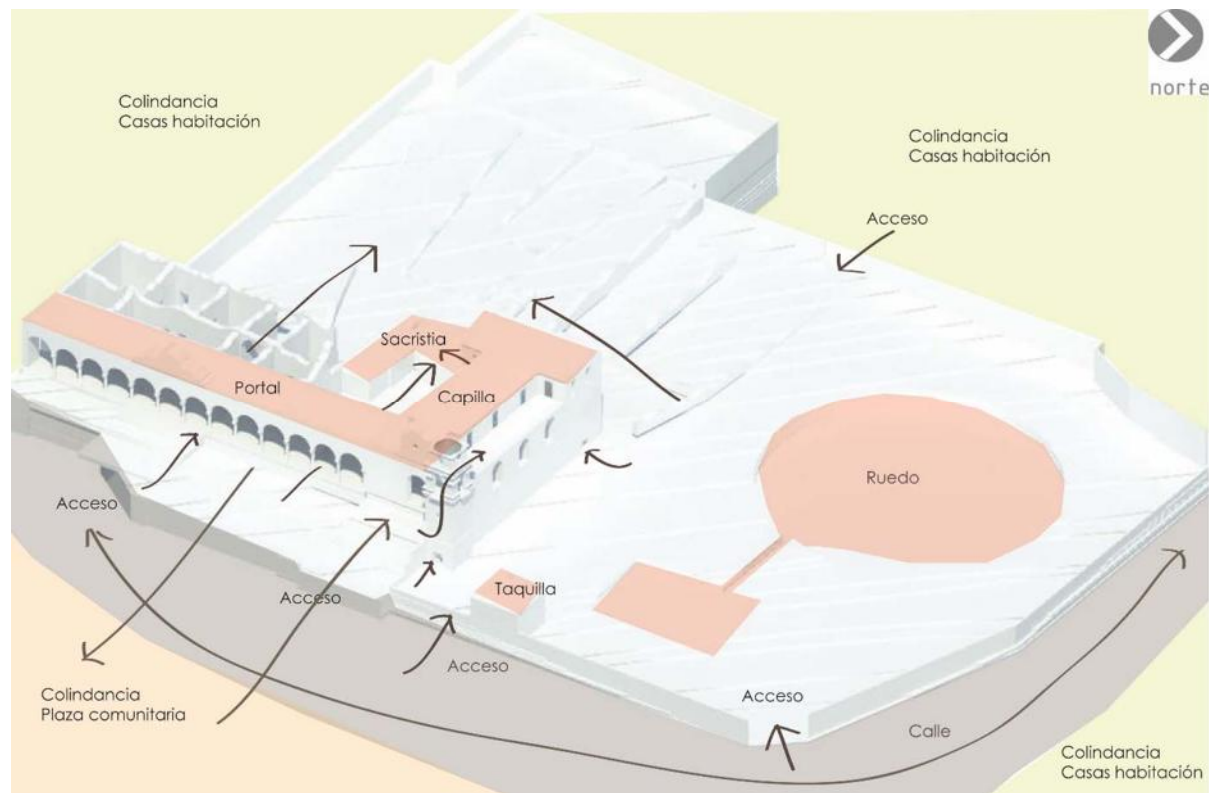 norte
Colindancia
Casas habitación
Colindancia
Casas habitación
Acceso
Sacristia
Portal
Capilla
Ruedo
Acceso
Taquilla
Acceso
Acceso
Colindancia
Plaza comunitaria
Acceso
Calle
Colindancia
Casas habitación